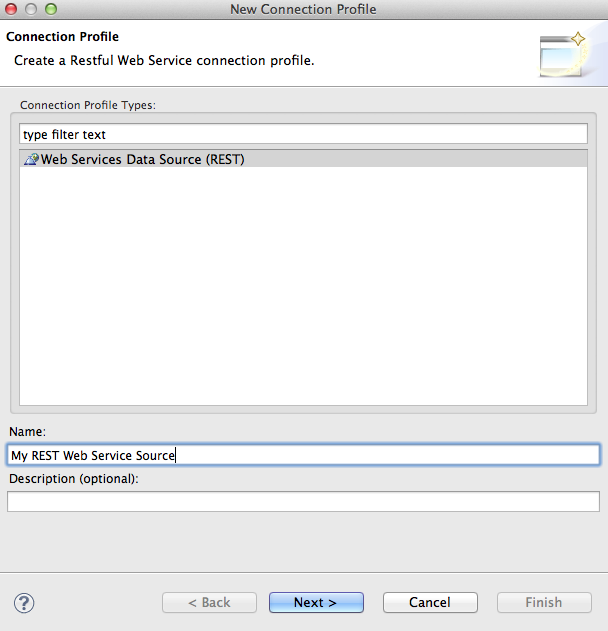 New Connection Profile
Connection Profile
Create a Restful Web Service connection profile.
Connection Profile Types:
type filter text
Web Services Data Source (REST)
Name:
My REST Web Service Source
Description (optional):
?
< Back
Next >
Cancel
Finish